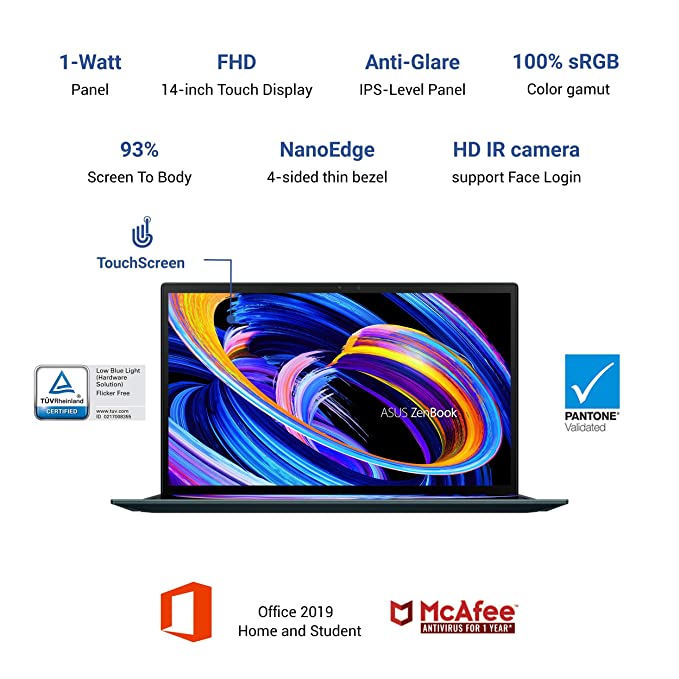 1-Watt
Panel
FHD
14-inch Touch Display
Anti-Glare
IPS-Level Panel
100% sRGB
Color gamut
93%
Screen To Body
NanoEdge
4-sided thin bezel
HD IR camera
support Face Login
TouchScreen
TÜVRheinland
CERTIFIED
Low Blue Light
(Hardware
Solution)
Flicker Free
www.tuv.com
ID 0217008355
ASUS ZenBook
PANTONE®
Validated
Office 2019
Home and Student
McAfee™
ANTIVIRUS FOR 1 YEAR*